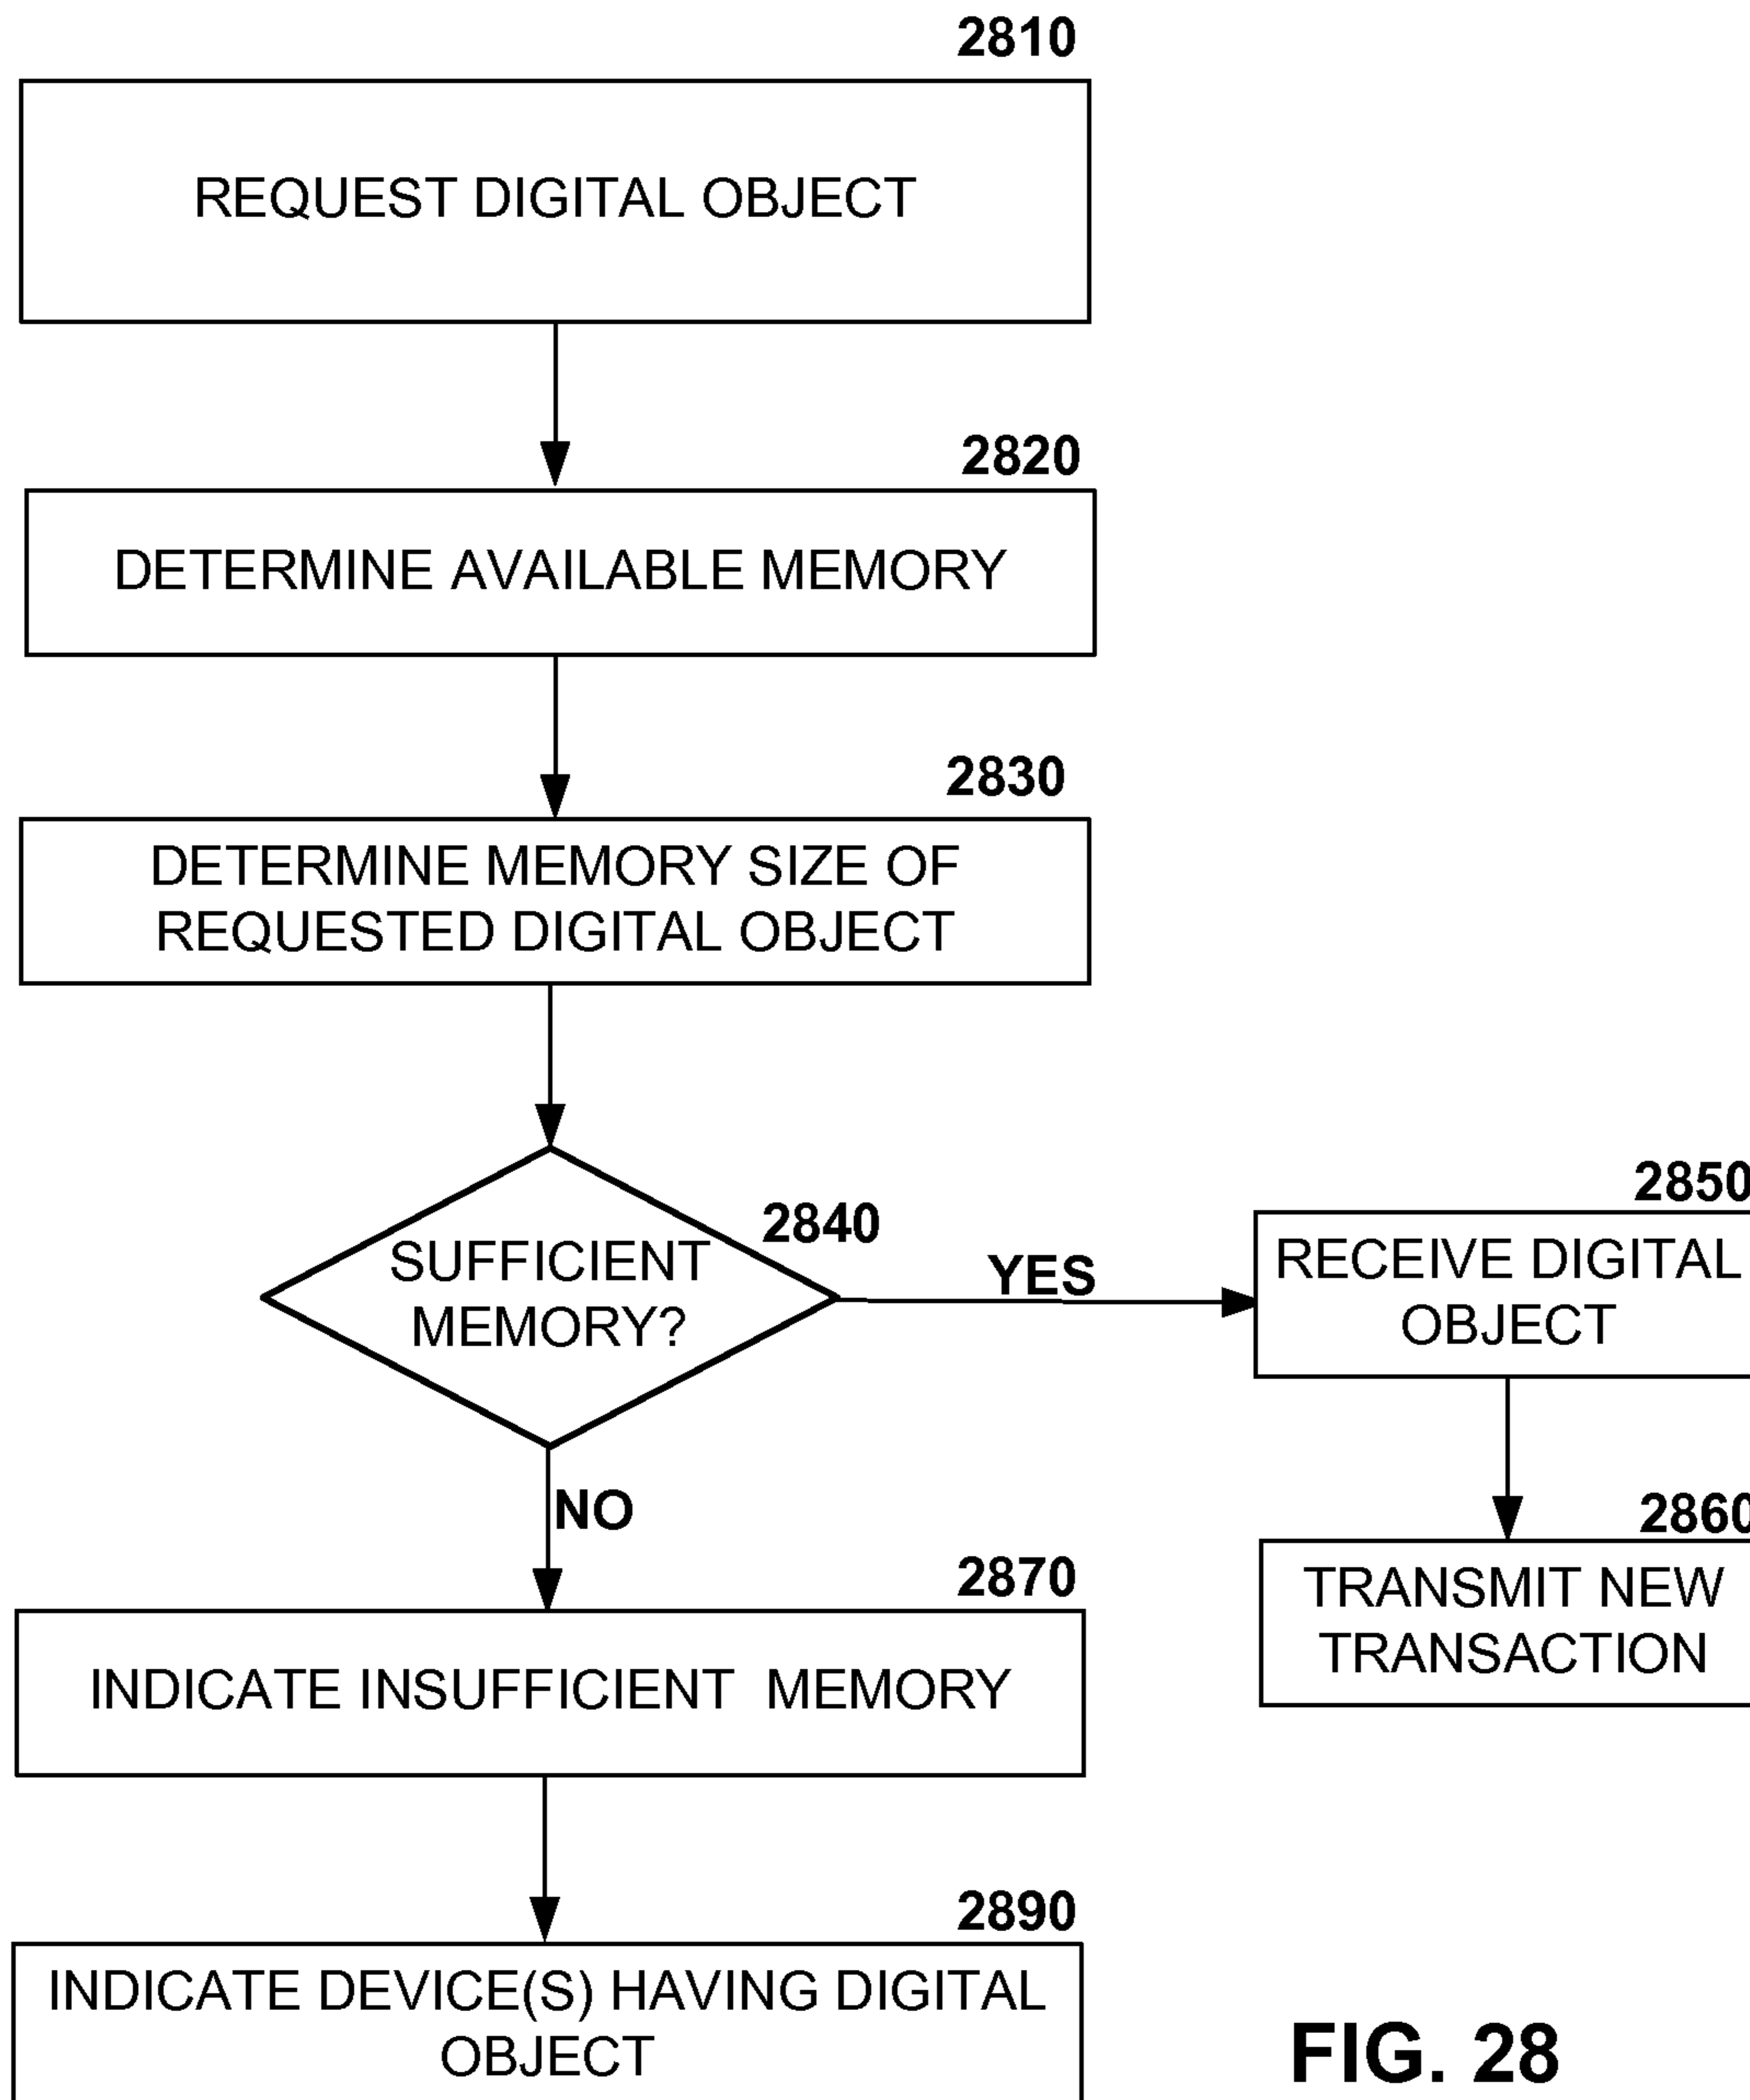 2810
REQUEST DIGITAL OBJECT
2820
DETERMINE AVAILABLE MEMORY
2830
DETERMINE MEMORY SIZE OF
REQUESTED DIGITAL OBJECT
2840
SUFFICIENT
MEMORY?
YES
2850
RECEIVE DIGITAL
OBJECT
2860
TRANSMIT NEW
TRANSACTION
NO
2870
INDICATE INSUFFICIENT MEMORY
2890
INDICATE DEVICE(S) HAVING DIGITAL
OBJECT
FIG. 28